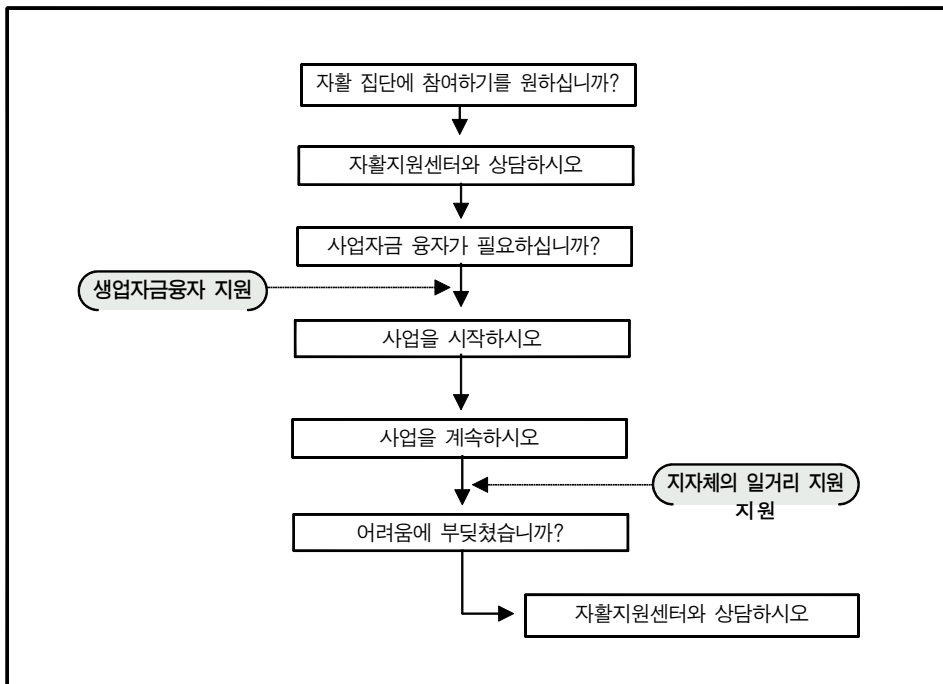 자활 집단에 참여하기를 원하십니까?
자활지원센터와 상담하시오
사업자금 융자가 필요하십니까?
생업자금융자 지원
사업을 시작하시오
사업을 계속하시오
지자체의 일거리 지원
지원
어려움에 부딪쳤습니까?
자활지원센터와 상담하시오